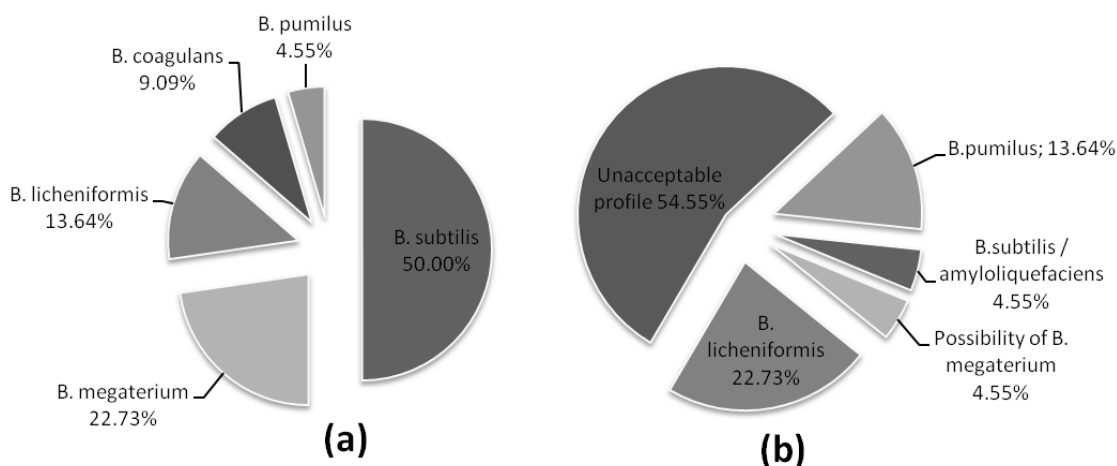 B. pumilus
4.55%
B. coagulans
9.09%
B. licheniformis
13.64%
B. subtilis
50.00%
B. megaterium
22.73%
(a)
Unacceptable
profile 54.55%
B.pumilus; 13.64%
B.subtilis /
amyloliquefaciens
4.55%
Possibility of B.
megaterium
4.55%
B.
licheniformis
22.73%
(b)